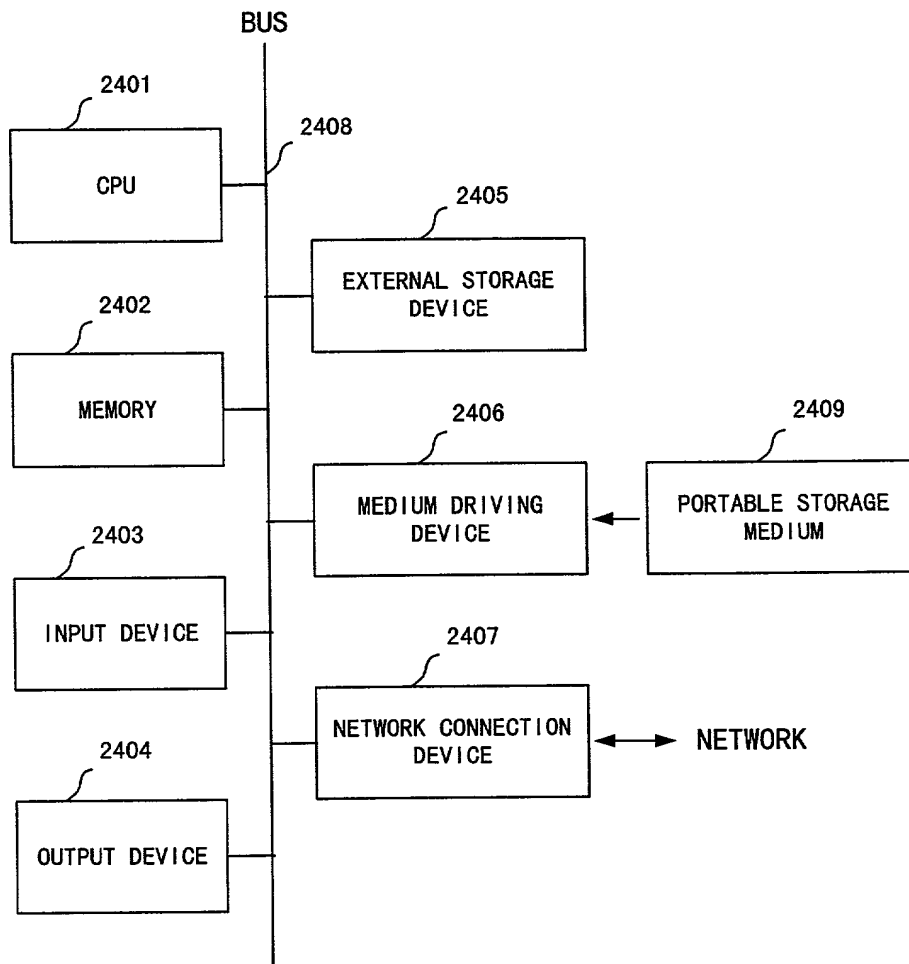 BUS
2401
2408
CPU
2405
EXTERNAL STORAGE
DEVICE
2402
MEMORY
2406
2409
MEDIUM DRIVING
DEVICE
PORTABLE STORAGE
MEDIUM
2403
INPUT DEVICE
2407
NETWORK CONNECTION
DEVICE
NETWORK
2404
OUTPUT DEVICE